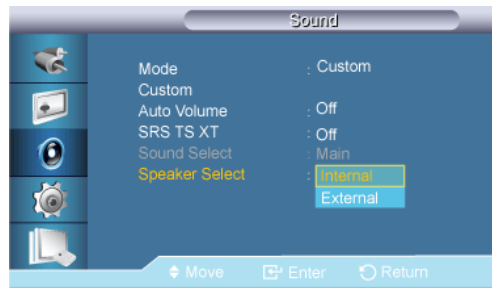 Sound
Mode : Custom
Custom
Auto Volume : Off
SRS TS XT : Off
Sound Select : Main
Speaker Select : Internal
External
Move Enter Return